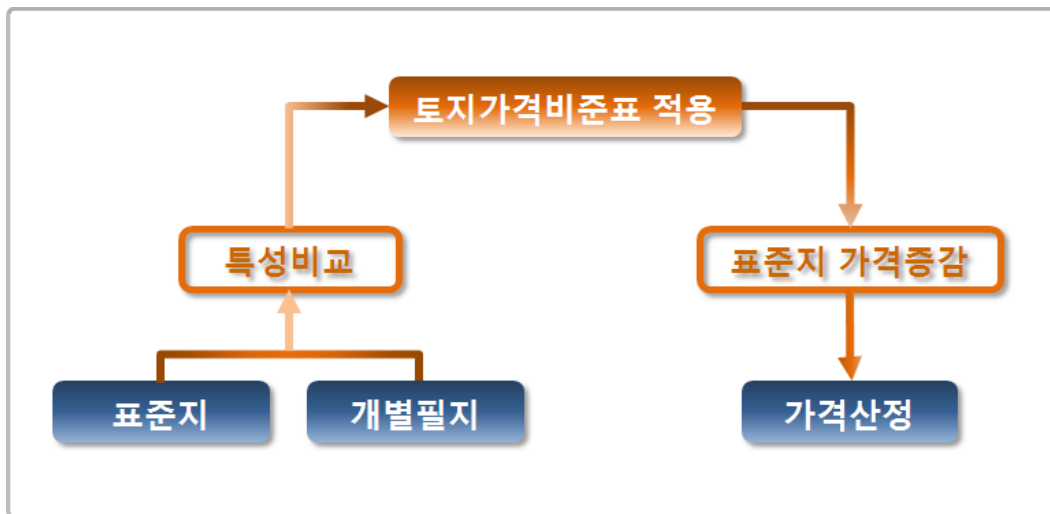 토지가격비준표 적용
특성비교
표준지 가격증감
표준지
개별필지
가격산정